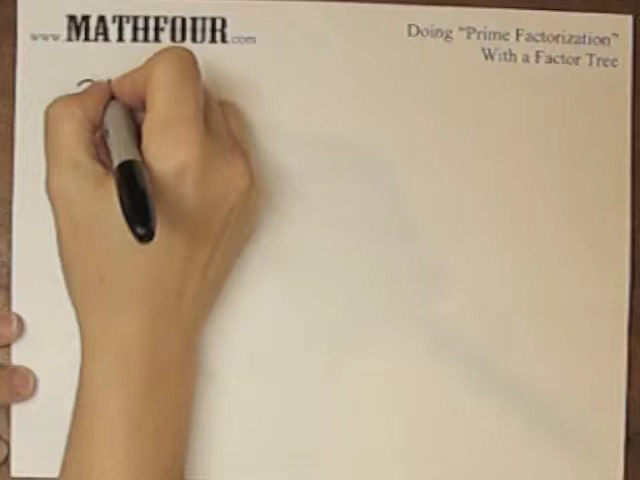 www.MATHFOUR.com
Doing "Prime Factorization"
With a Factor Tree